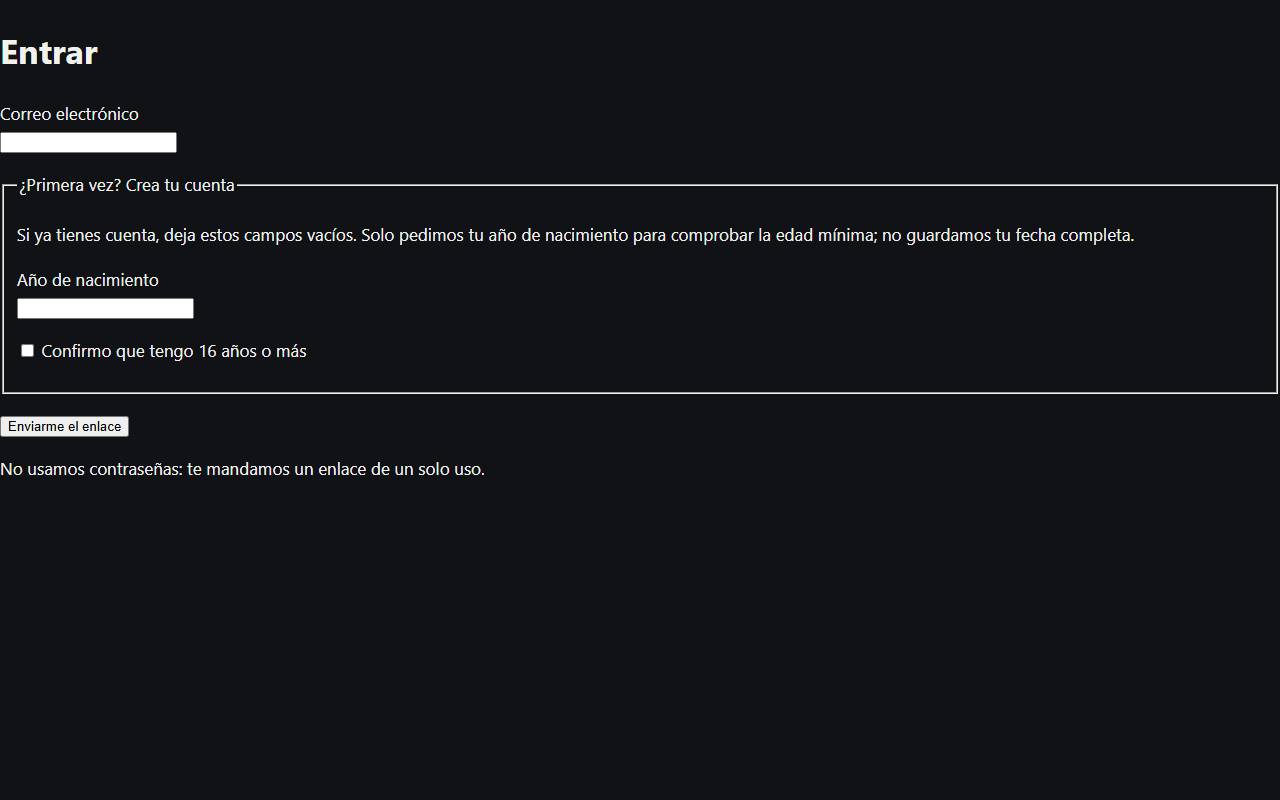 Entrar
Correo electrónico
¿Primera vez? Crea tu cuenta
Si ya tienes cuenta, deja estos campos vacíos. Solo pedimos tu año de nacimiento para comprobar la edad mínima; no guardamos tu fecha completa.
Año de nacimiento
Confirmo que tengo 16 años o más
Enviarme el enlace
No usamos contraseñas: te mandamos un enlace de un solo uso.